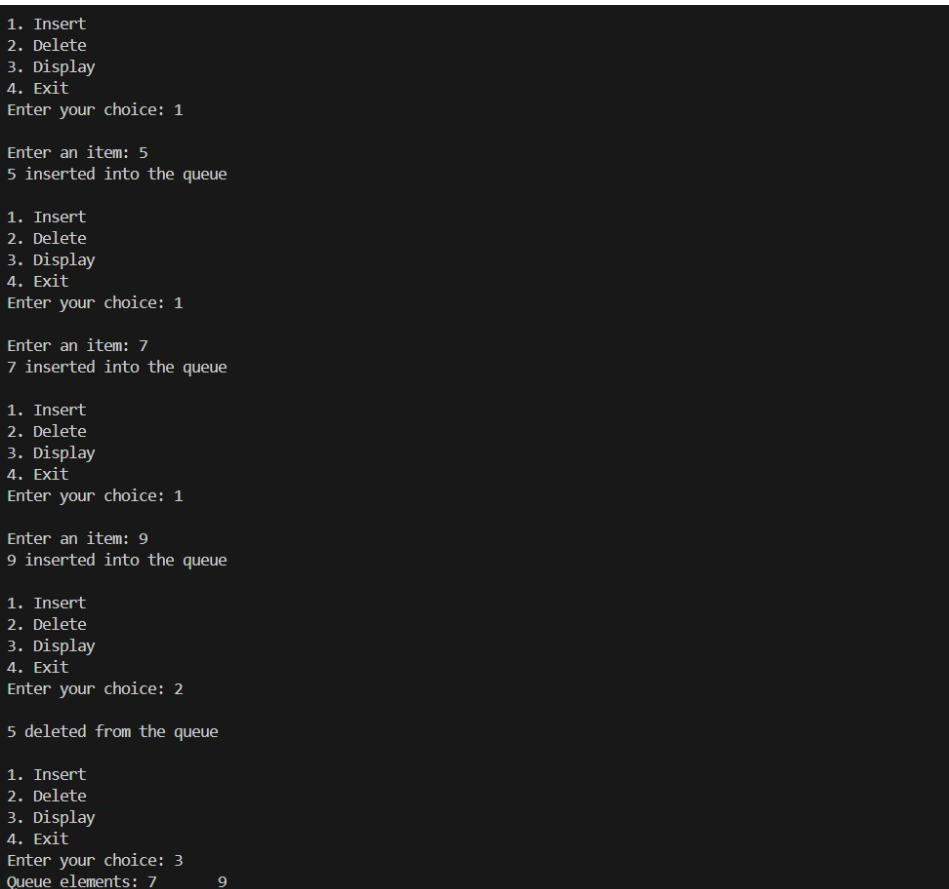 1. Insert
2. Delete
3. Display
4. Exit
Enter your choice: 1
Enter an item: 5
5 inserted into the queue
1. Insert
2. Delete
3. Display
4. Exit
Enter your choice: 1
Enter an item: 7
7 inserted into the queue
1. Insert
2. Delete
3. Display
4. Exit
Enter your choice: 1
Enter an item: 9
9 inserted into the queue
1. Insert
2. Delete
3. Display
4. Exit
Enter your choice: 2
5 deleted from the queue
1. Insert
2. Delete
3. Display
4. Exit
Enter your choice: 3
Queue elements: 7       9